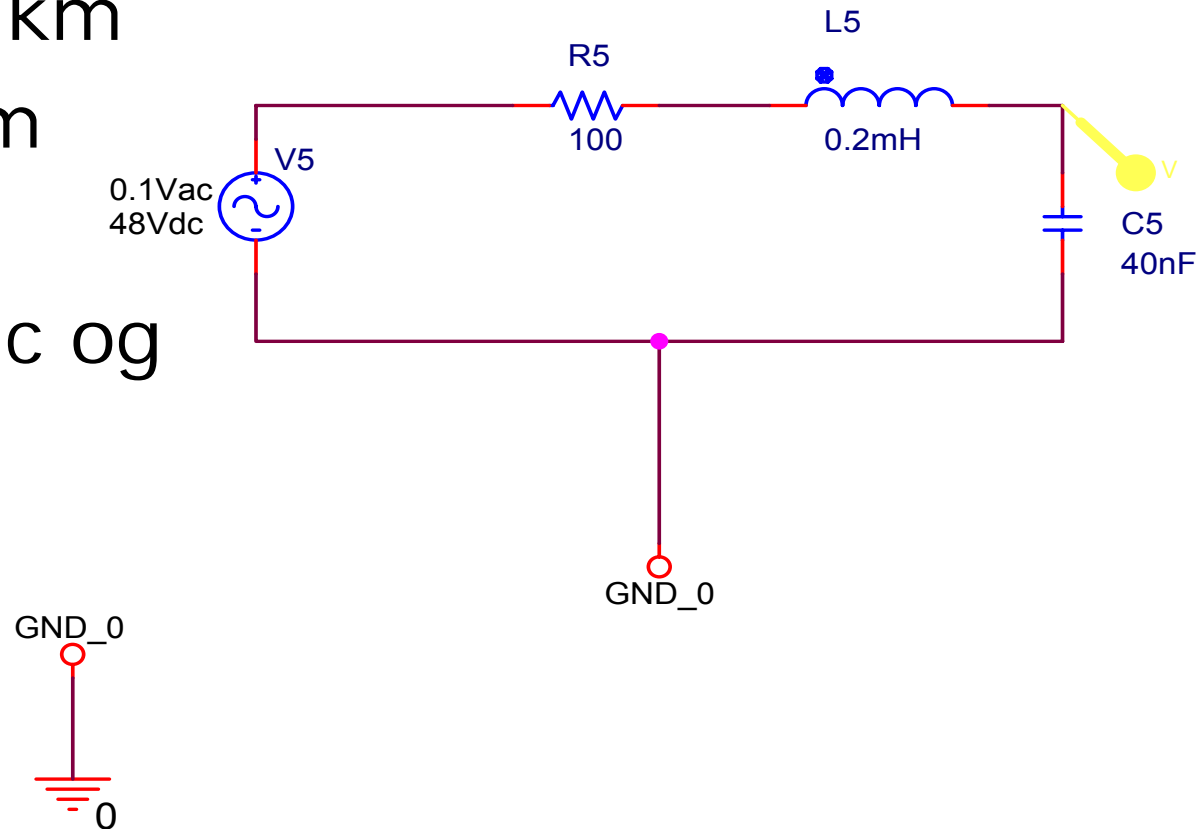 km
m
c og
L5
R5
100
0.2mH
V5
0.1Vac
48Vdc
+
-
V
C5
40nF
GND_0
GND_0
0